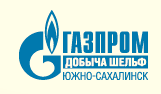 ГАЗПРОМ
ДОБЫЧА ШЕЛЬФ
ЮЖНО-САХАЛИНСК